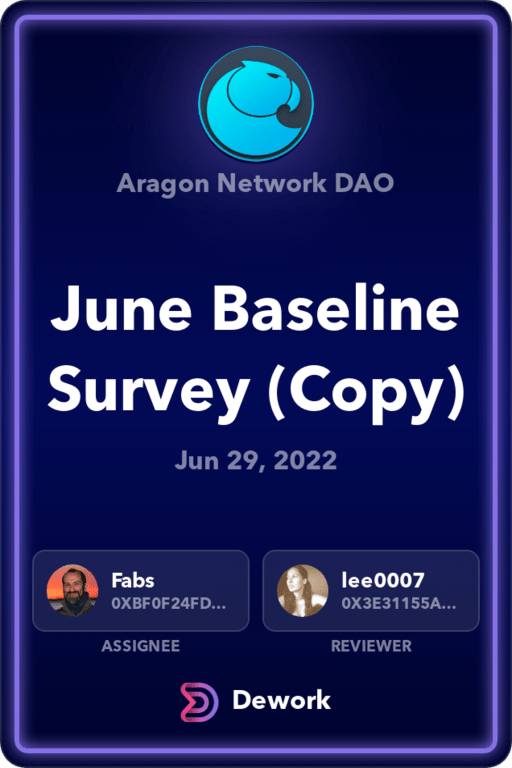 Aragon Network DAO
June Baseline
Survey (Copy)
Jun 29, 2022
Fabs
0XBF0F24FD...
ASSIGNEE
lee0007
0X3E31155A...
REVIEWER
Dework